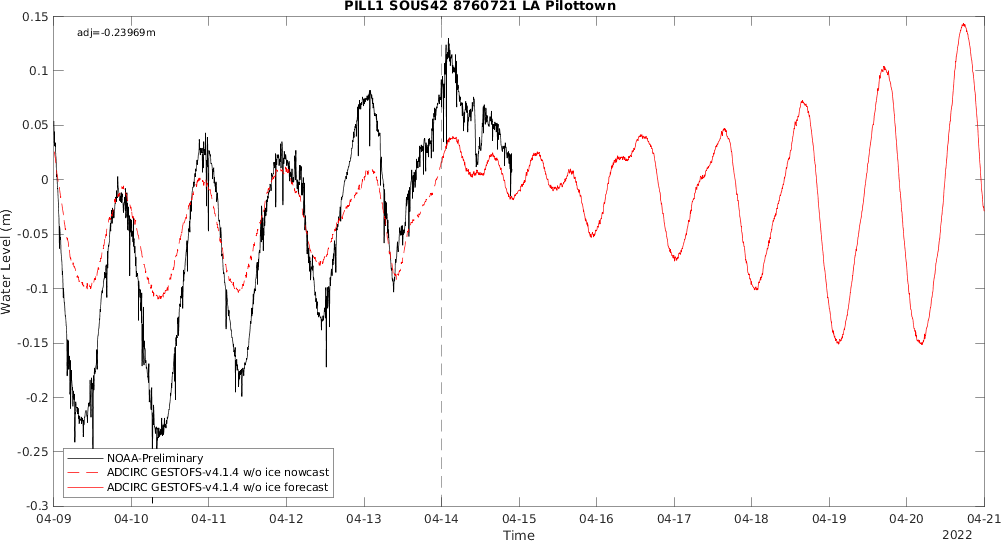 PILL1 SOUS42 8760721 LA Pilottown
adj=-0.23969m
0.15
0.1
0.05
0
-0.05
-0.1
-0.15
-0.2
-0.25
-0.3
Water Level (m)
NOAA-Preliminary
ADCIRC GESTOFS-v4.1.4 w/o ice nowcast
ADCIRC GESTOFS-v4.1.4 w/o ice forecast
04-09 04-10 04-11 04-12 04-13 04-14 04-15 04-16 04-17 04-18 04-19 04-20 04-21
Time
2022